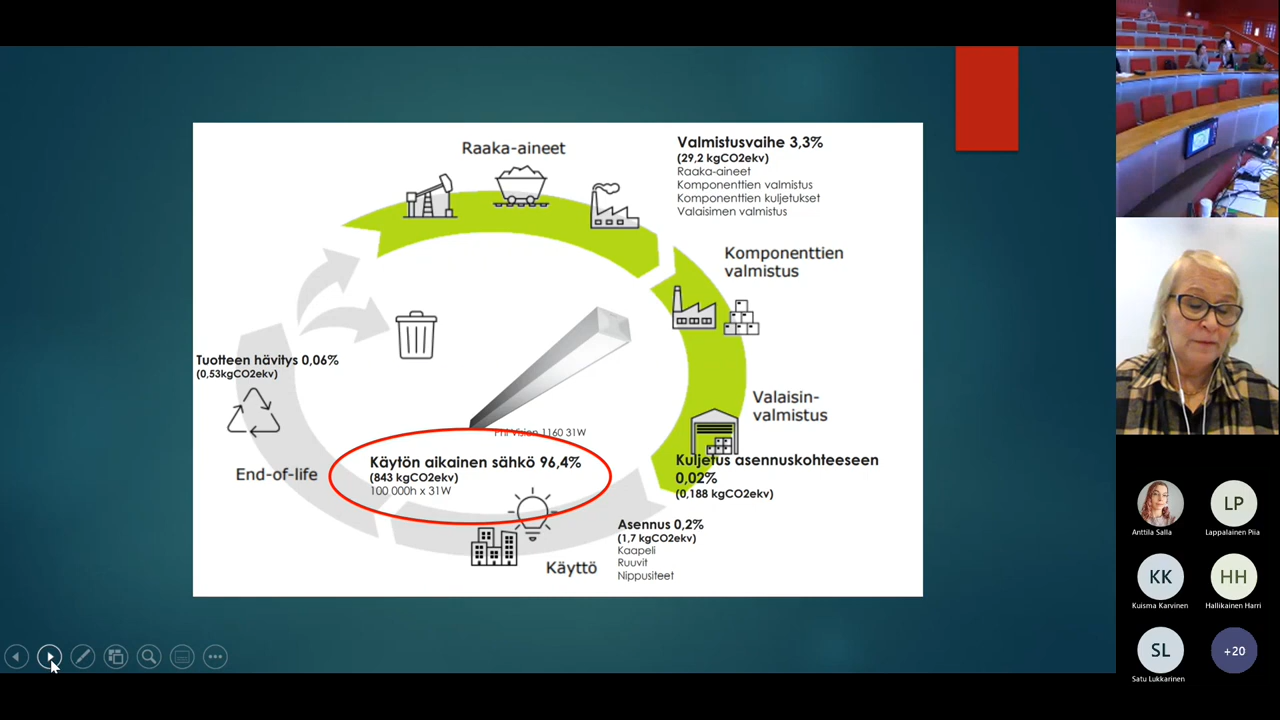 Raaka-aineet
Valmistusvaihe 3,3%
(29,2 kgCO2ekv)
Raaka-aineet
Komponenttien valmistus
Komponenttien kuljetukset
Valaisimen valmistus
Komponenttien
valmistus
Tuotteen hävitys 0,06%
(0,53kgCO2ekv)
Valaisin-
valmistus
Vision 1160 31W
Käytön aikainen sähkö 96,4%
(843 kgCO2ekv)
100 000h x 31W
Kuljetus asennuskohteeseen
0,02%
(0,188 kgCO2ekv)
End-of-life
Asennus 0,2%
(1,7 kgCO2ekv)
Kaapeli
Ruuvit
Nippusiteet
Käyttö
Anttila Salla
LP
Lappalainen Piia
KK
Kuisma Karvinen
HH
Hallikainen Harri
SL
Satu Lukkarinen
+20